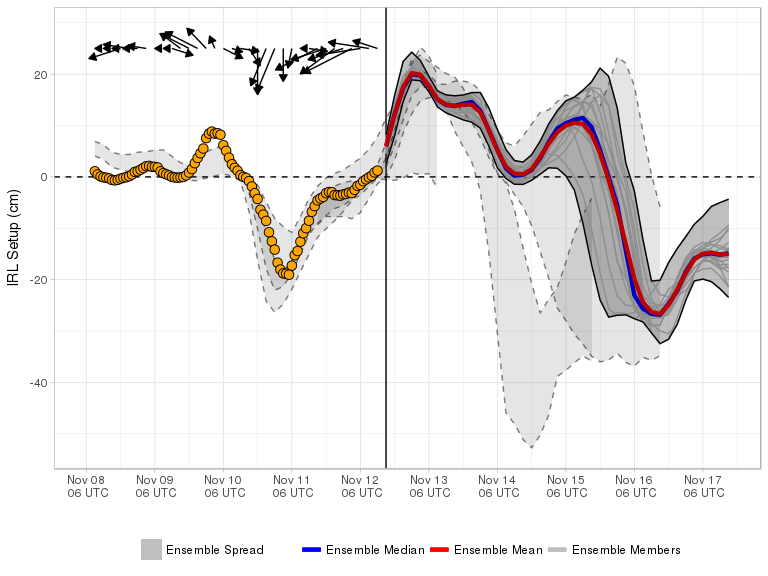 IRL Setup (cm)
20
0
-20
-40
Nov 08 Nov 09 Nov 10 Nov 11 Nov 12 Nov 13 Nov 14 Nov 15 Nov 16 Nov 17
06 UTC 06 UTC 06 UTC 06 UTC 06 UTC 06 UTC 06 UTC 06 UTC 06 UTC 06 UTC
Ensemble Spread Ensemble Median Ensemble Mean Ensemble Members